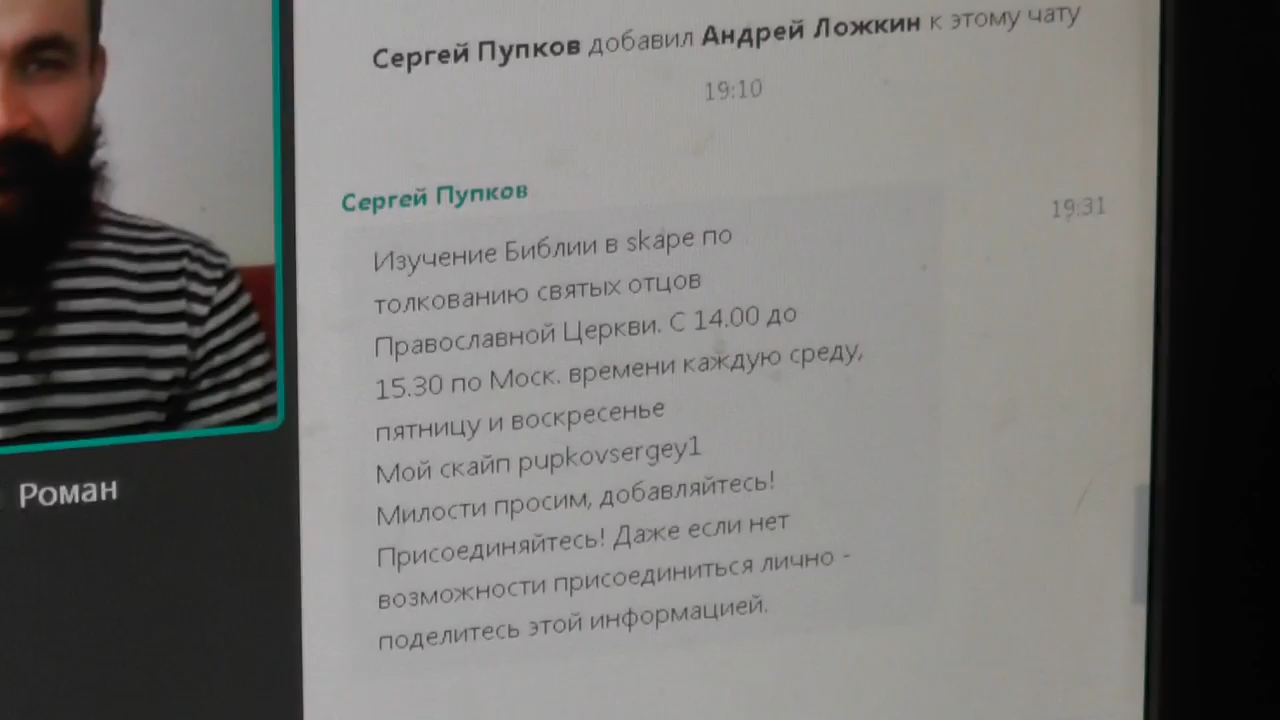 Сергей Пупков добавил Андрей Ложкин к этому чату
19:10
Сергей Пупков
19:31
Изучение Библии в skape по
толкованию святых отцов
Православной Церкви. С 14.00 до
15.30 по Моск. времени каждую среду,
пятницу и воскресенье
Мой скайп pupkovsergey1
Милости просим, добавляйтесь!
Присоединяйтесь! Даже если нет
возможности присоединиться лично -
поделитесь этой информацией.
Роман